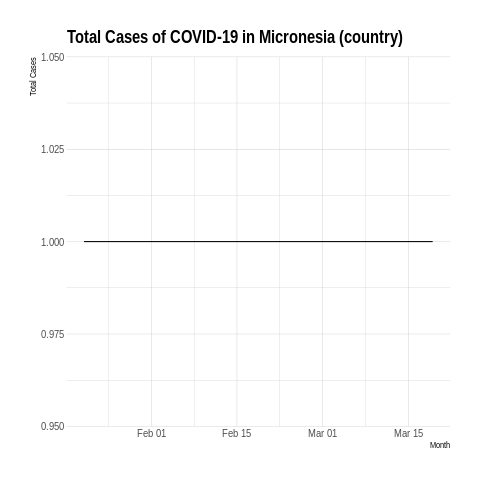 Total Cases of COVID-19 in Micronesia (country)
Total Cases
1.050
1.025
1.000
0.975
0.950
Feb 01 Feb 15 Mar 01 Mar 15
Month